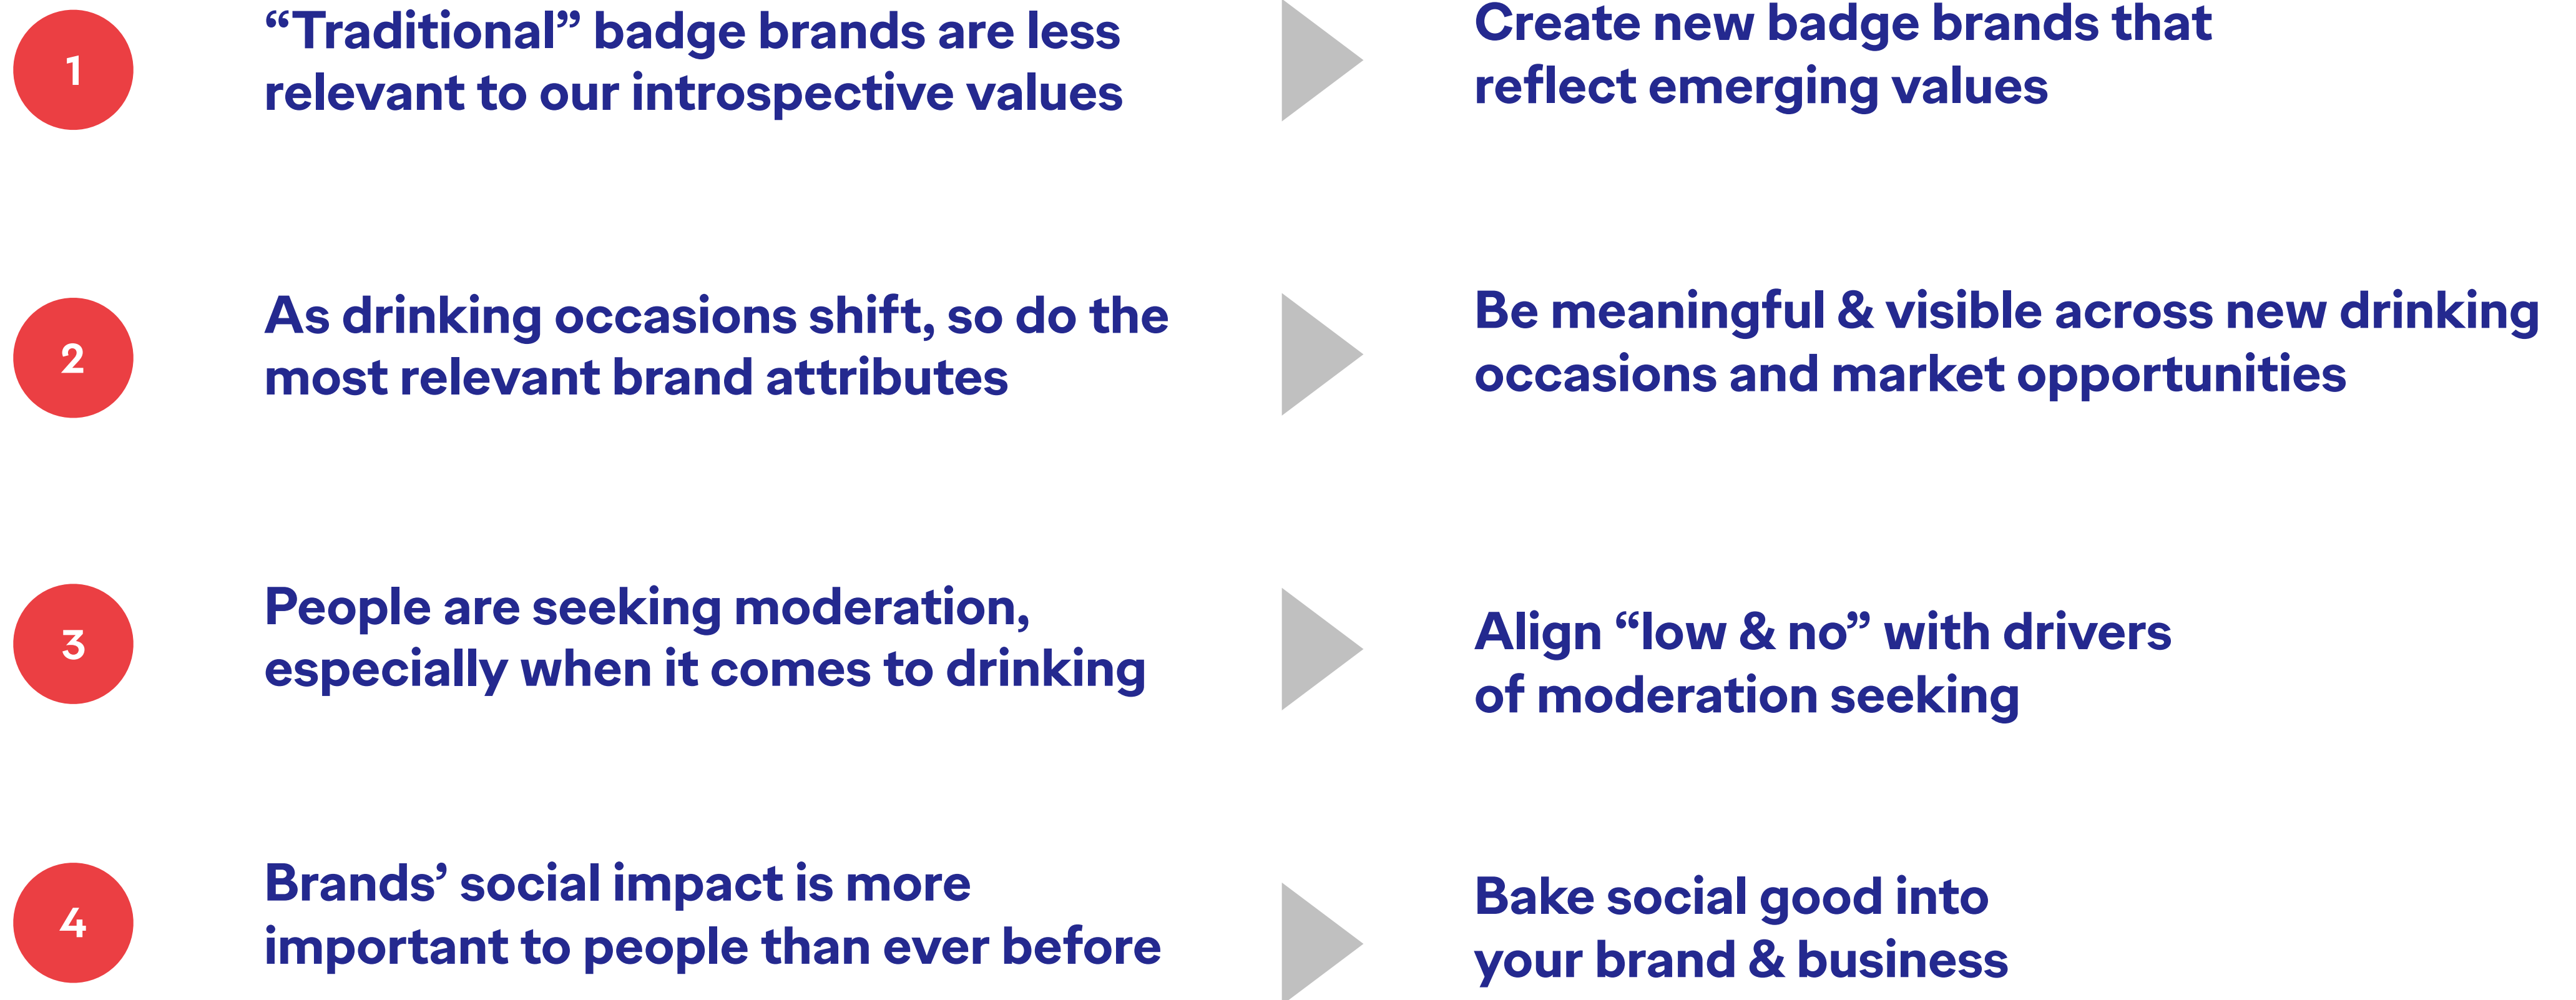 1
“Traditional” badge brands are less
relevant to our introspective values
Create new badge brands that
reflect emerging values
2
As drinking occasions shift, so do the
most relevant brand attributes
Be meaningful & visible across new drinking
occasions and market opportunities
3
People are seeking moderation,
especially when it comes to drinking
Align “low & no” with drivers
of moderation seeking
4
Brands’ social impact is more
important to people than ever before
Bake social good into
your brand & business